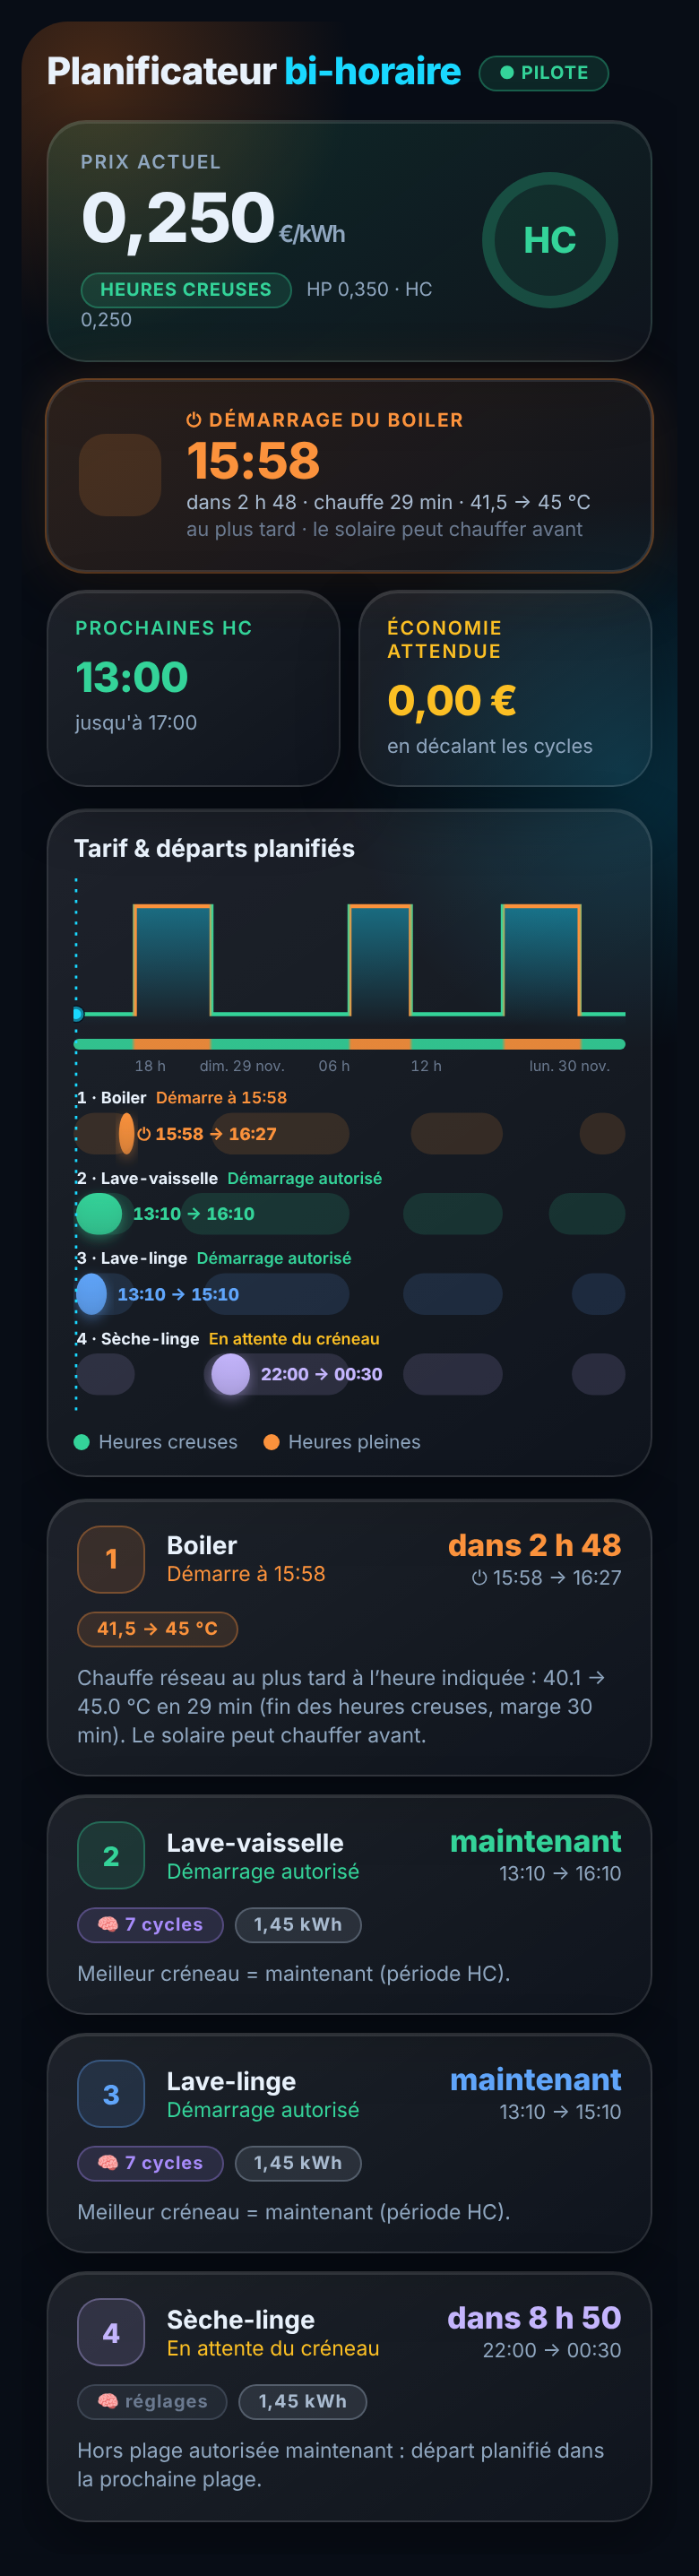 Planificateur bi-horaire
PILOTE
PRIX ACTUEL
0,250 €/kWh
HEURES CREUSES HP 0,350 · HC
0,250
HC
⏻ DÉMARRAGE DU BOILER
15:58
dans 2 h 48 · chauffe 29 min · 41,5 → 45 °C
au plus tard · le solaire peut chauffer avant
PROCHAINES HC
13:00
jusqu'à 17:00
ÉCONOMIE
ATTENDUE
0,00 €
en décalant les cycles
Tarif & départs planifiés
18 h dim. 29 nov. 06 h 12 h lun. 30 nov.
1 · Boiler Démarre à 15:58
⏻ 15:58 → 16:27
2 · Lave-vaisselle Démarrage autorisé
13:10 → 16:10
3 · Lave-linge Démarrage autorisé
13:10 → 15:10
4 · Sèche-linge En attente du créneau
22:00 → 00:30
Heures creuses Heures pleines
1 Boiler dans 2 h 48
Démarre à 15:58 ⏻ 15:58 → 16:27
41,5 → 45 °C
Chauffe réseau au plus tard à l’heure indiquée : 40.1 →
45.0 °C en 29 min (fin des heures creuses, marge 30
min). Le solaire peut chauffer avant.
2 Lave-vaisselle maintenant
Démarrage autorisé 13:10 → 16:10
🧠 7 cycles 1,45 kWh
Meilleur créneau = maintenant (période HC).
3 Lave-linge maintenant
Démarrage autorisé 13:10 → 15:10
🧠 7 cycles 1,45 kWh
Meilleur créneau = maintenant (période HC).
4 Sèche-linge dans 8 h 50
En attente du créneau 22:00 → 00:30
🧠 réglages 1,45 kWh
Hors plage autorisée maintenant : départ planifié dans
la prochaine plage.